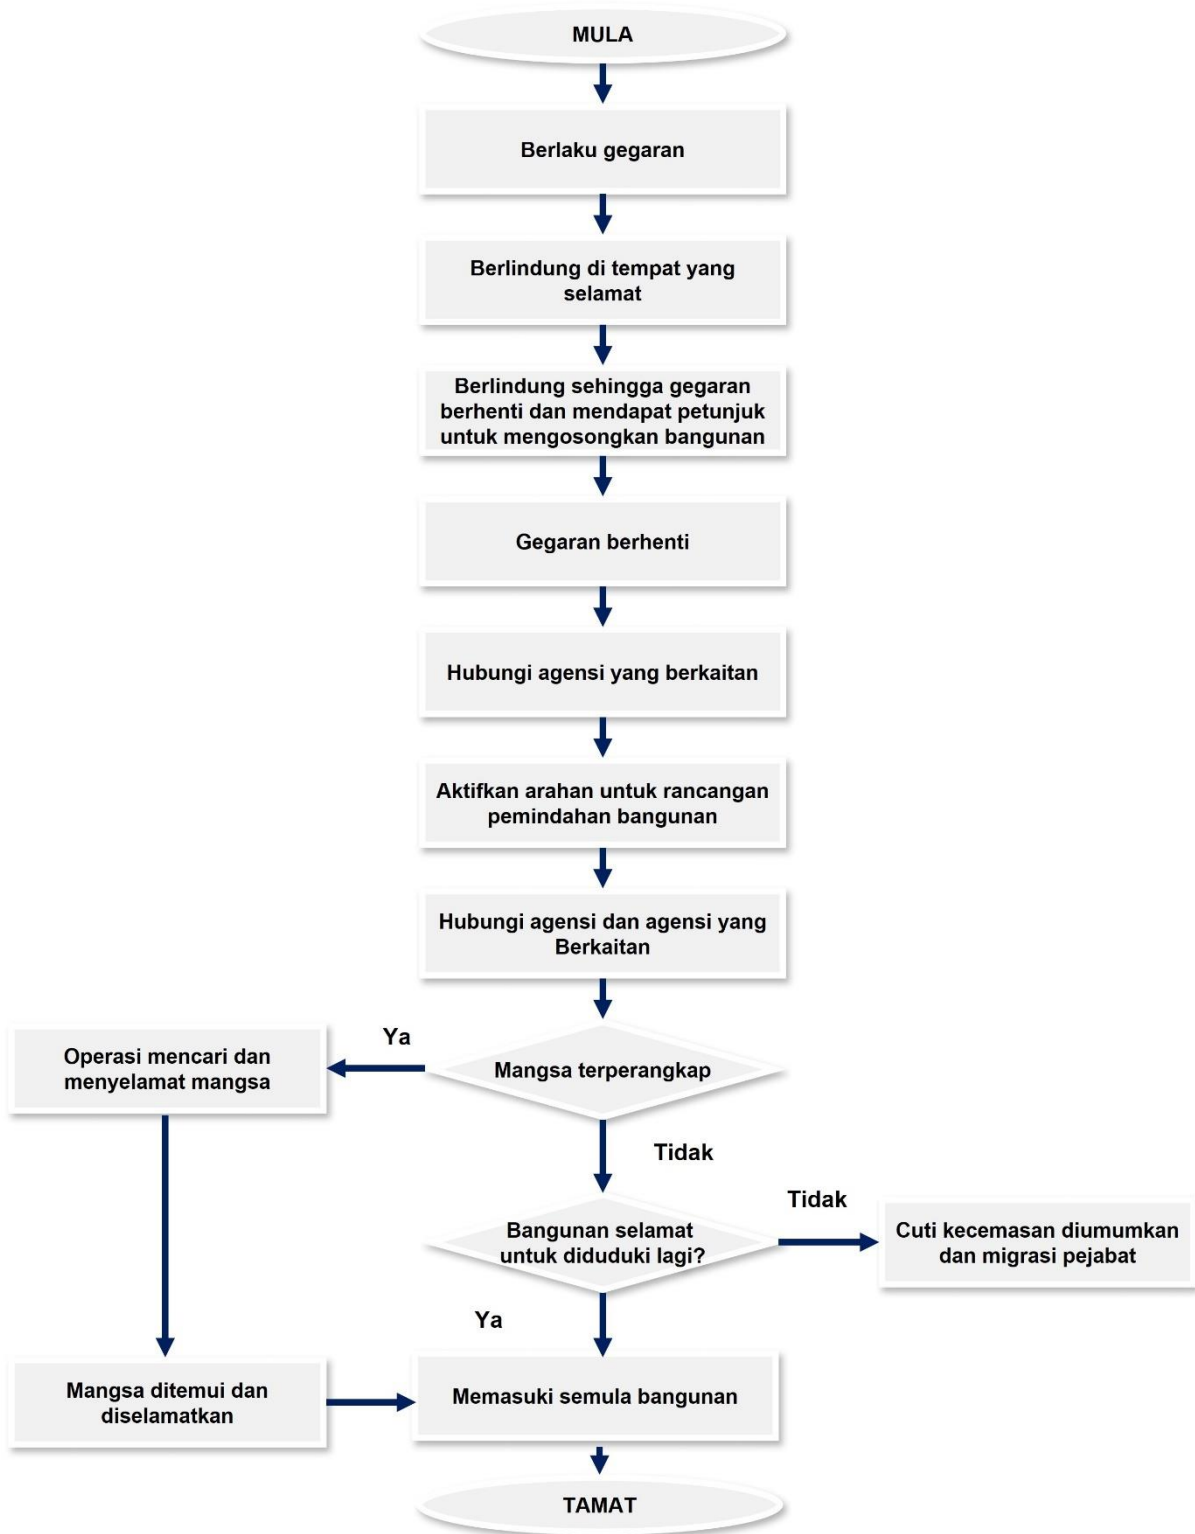 MULA
Berlaku gegaran
Berlindung di tempat yang
selamat
Berlindung sehingga gegaran
berhenti dan mendapat petunjuk
untuk mengosongkan bangunan
Gegaran berhenti
Hubungi agensi yang berkaitan
Aktifkan arahan untuk rancangan
pemindahan bangunan
Hubungi agensi dan agensi yang
Berkaitan
Mangsa terperangkap
Ya
Operasi mencari dan
menyelamat mangsa
Tidak
Bangunan selamat
untuk diduduki lagi?
Tidak
Cuti kecemasan diumumkan
dan migrasi pejabat
Ya
Mangsa ditemui dan
diselamatkan
Memasuki semula bangunan
TAMAT